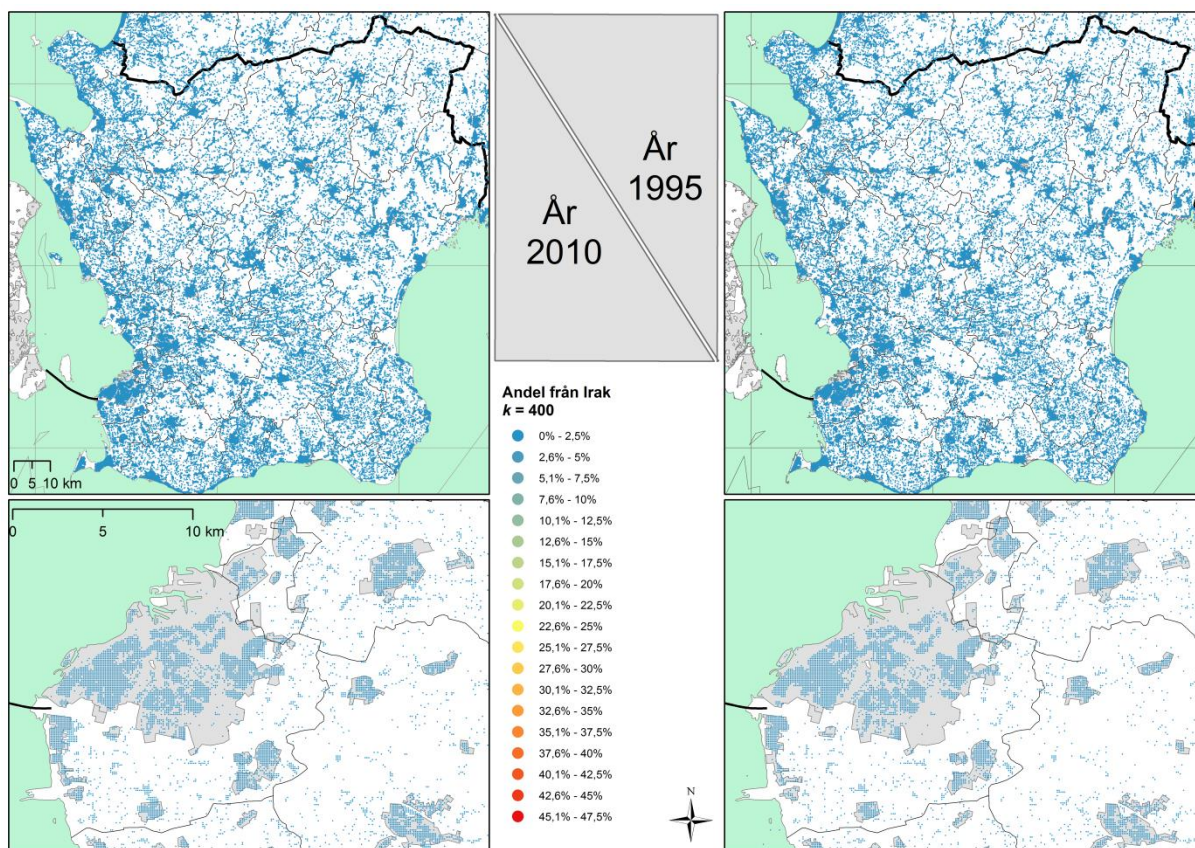 År
1995
År
2010
0 5 10 km
0 5 10 km
Andel från Irak
k = 400
0% - 2,5%
2,6% - 5%
5,1% - 7,5%
7,6% - 10%
10,1% - 12,5%
12,6% - 15%
15,1% - 17,5%
17,6% - 20%
20,1% - 22,5%
22,6% - 25%
25,1% - 27,5%
27,6% - 30%
30,1% - 32,5%
32,6% - 35%
35,1% - 37,5%
37,6% - 40%
40,1% - 42,5%
42,6% - 45%
45,1% - 47,5%
N